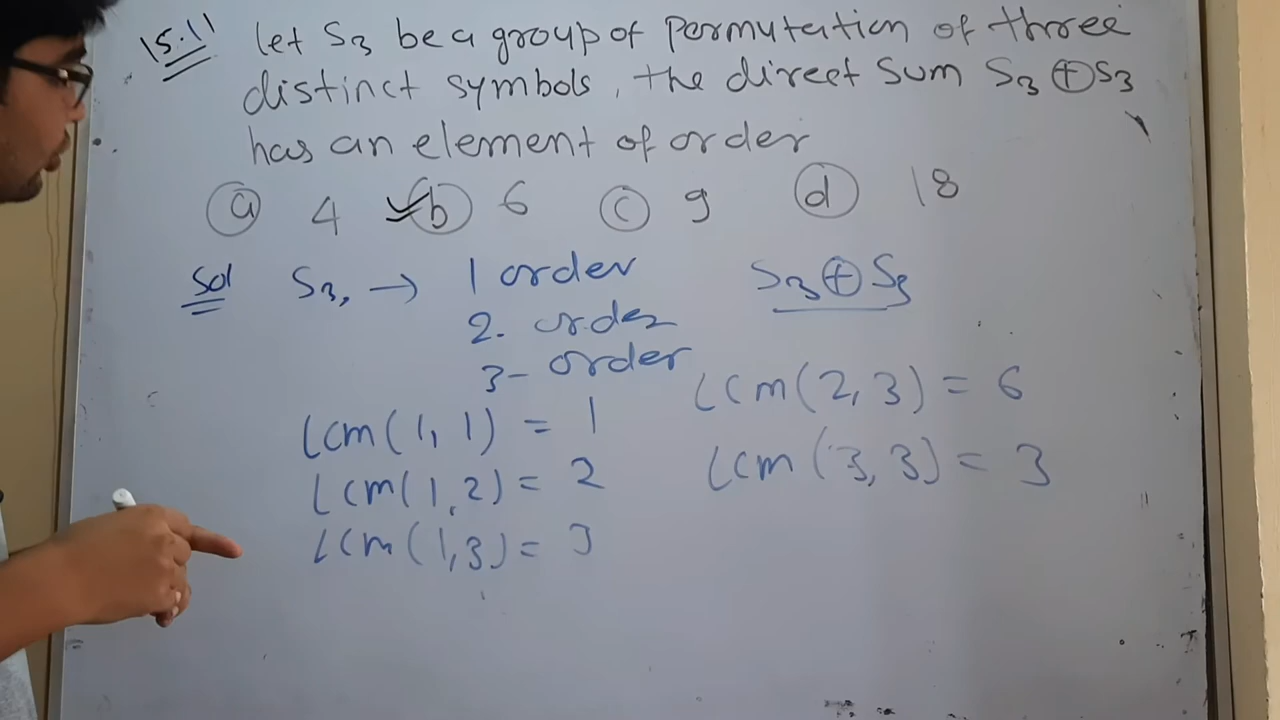 15.11 Let S3 be a group of Permutation of three
distinct symbols, the direct sum S3 ⊕ S3
has an element of order
(a) 4 (b) 6 (c) 9 (d) 18
Sol S3, → 1 order
2. order
3- order
lcm(1, 1) = 1
lcm(1,2) = 2
lcm(1,3) = 3
S3 ⊕ S3
lcm(2,3) = 6
lcm(3,3) = 3